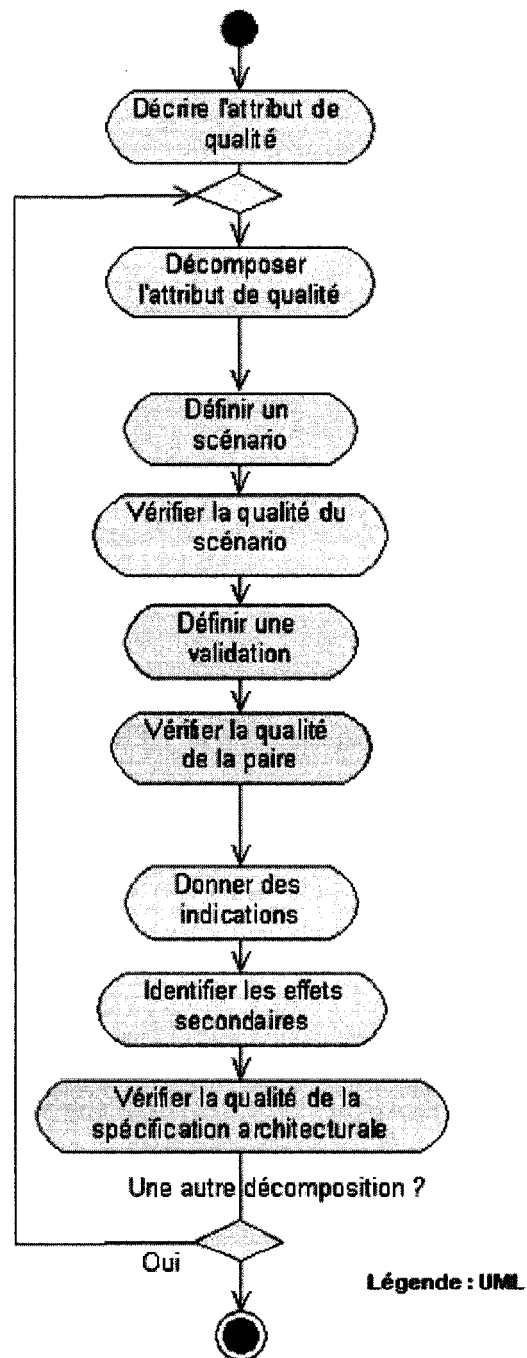 Décrire l'attribut de
qualité
Décomposer
l'attribut de qualité
Définir un
scénario
Vérifier la qualité du
scénario
Définir une
validation
Vérifier la qualité
de la paire
Donner des
indications
Identifier les effets
secondaires
Vérifier la qualité de la
spécification architecturale
Une autre décomposition ?
Oui
Légende : UML